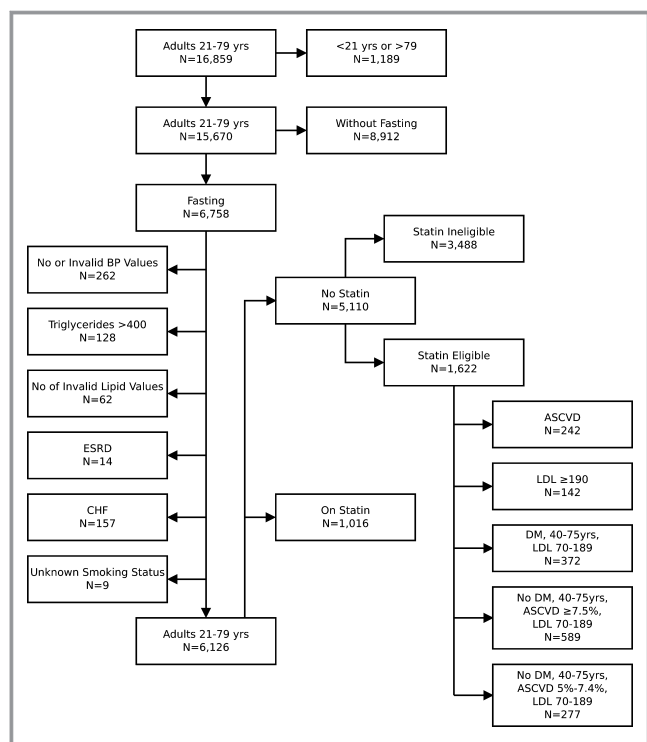 Adults 21-79 yrs
N=16,859
<21 yrs or >79
N=1,189
Adults 21-79 yrs
N=15,670
Without Fasting
N=8,912
Fasting
N=6,758
No or Invalid BP Values
N=262
Triglycerides >400
N=128
No of Invalid Lipid Values
N=62
ESRD
N=14
CHF
N=157
Unknown Smoking Status
N=9
Adults 21-79 yrs
N=6,126
No Statin
N=5,110
On Statin
N=1,016
Statin Ineligible
N=3,488
Statin Eligible
N=1,622
ASCVD
N=242
LDL ≥190
N=142
DM, 40-75yrs,
LDL 70-189
N=372
No DM, 40-75yrs,
ASCVD ≥7.5%,
LDL 70-189
N=589
No DM, 40-75yrs,
ASCVD 5%-7.4%,
LDL 70-189
N=277